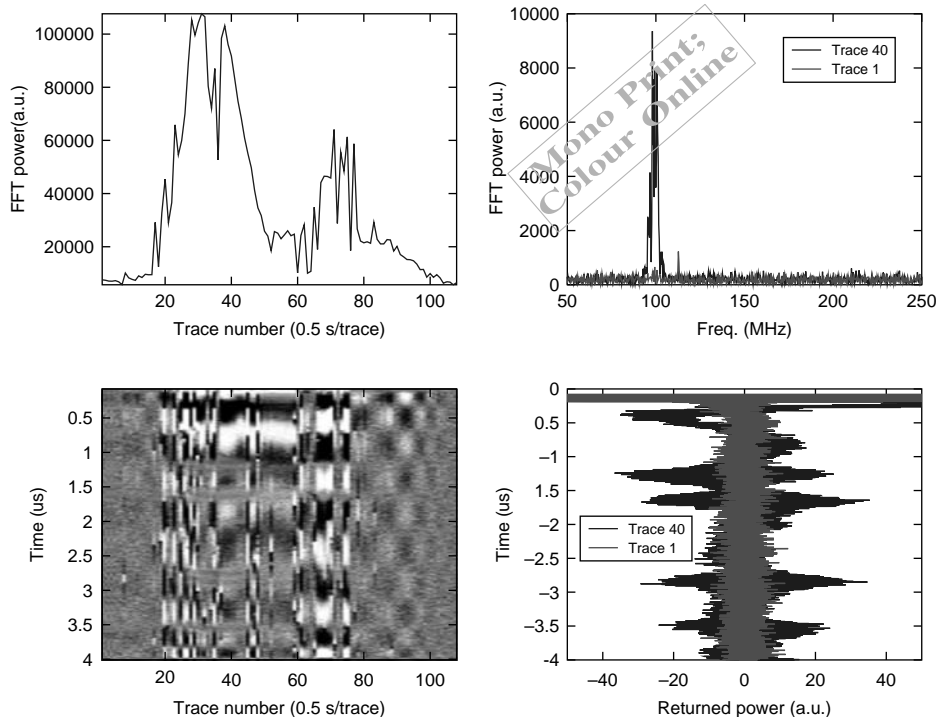 100000
80000
60000
40000
20000
FFT power(a.u.)
20 40 60 80 100
Trace number (0.5 s/trace)
10000
8000
6000
4000
2000
0
FFT power (a.u.)
Trace 40
Trace 1
Mono Print;
Colour Online
50 100 150 200 250
Freq. (MHz)
0.5
1
1.5
2
2.5
3
3.5
4
Time (us)
20 40 60 80 100
Trace number (0.5 s/trace)
0
0.5
-1
1.5
-2
-2.5
-3
-3.5
-4
Time (us)
Trace 40
Trace 1
-40 -20 0 20 40
Returned power (a.u.)